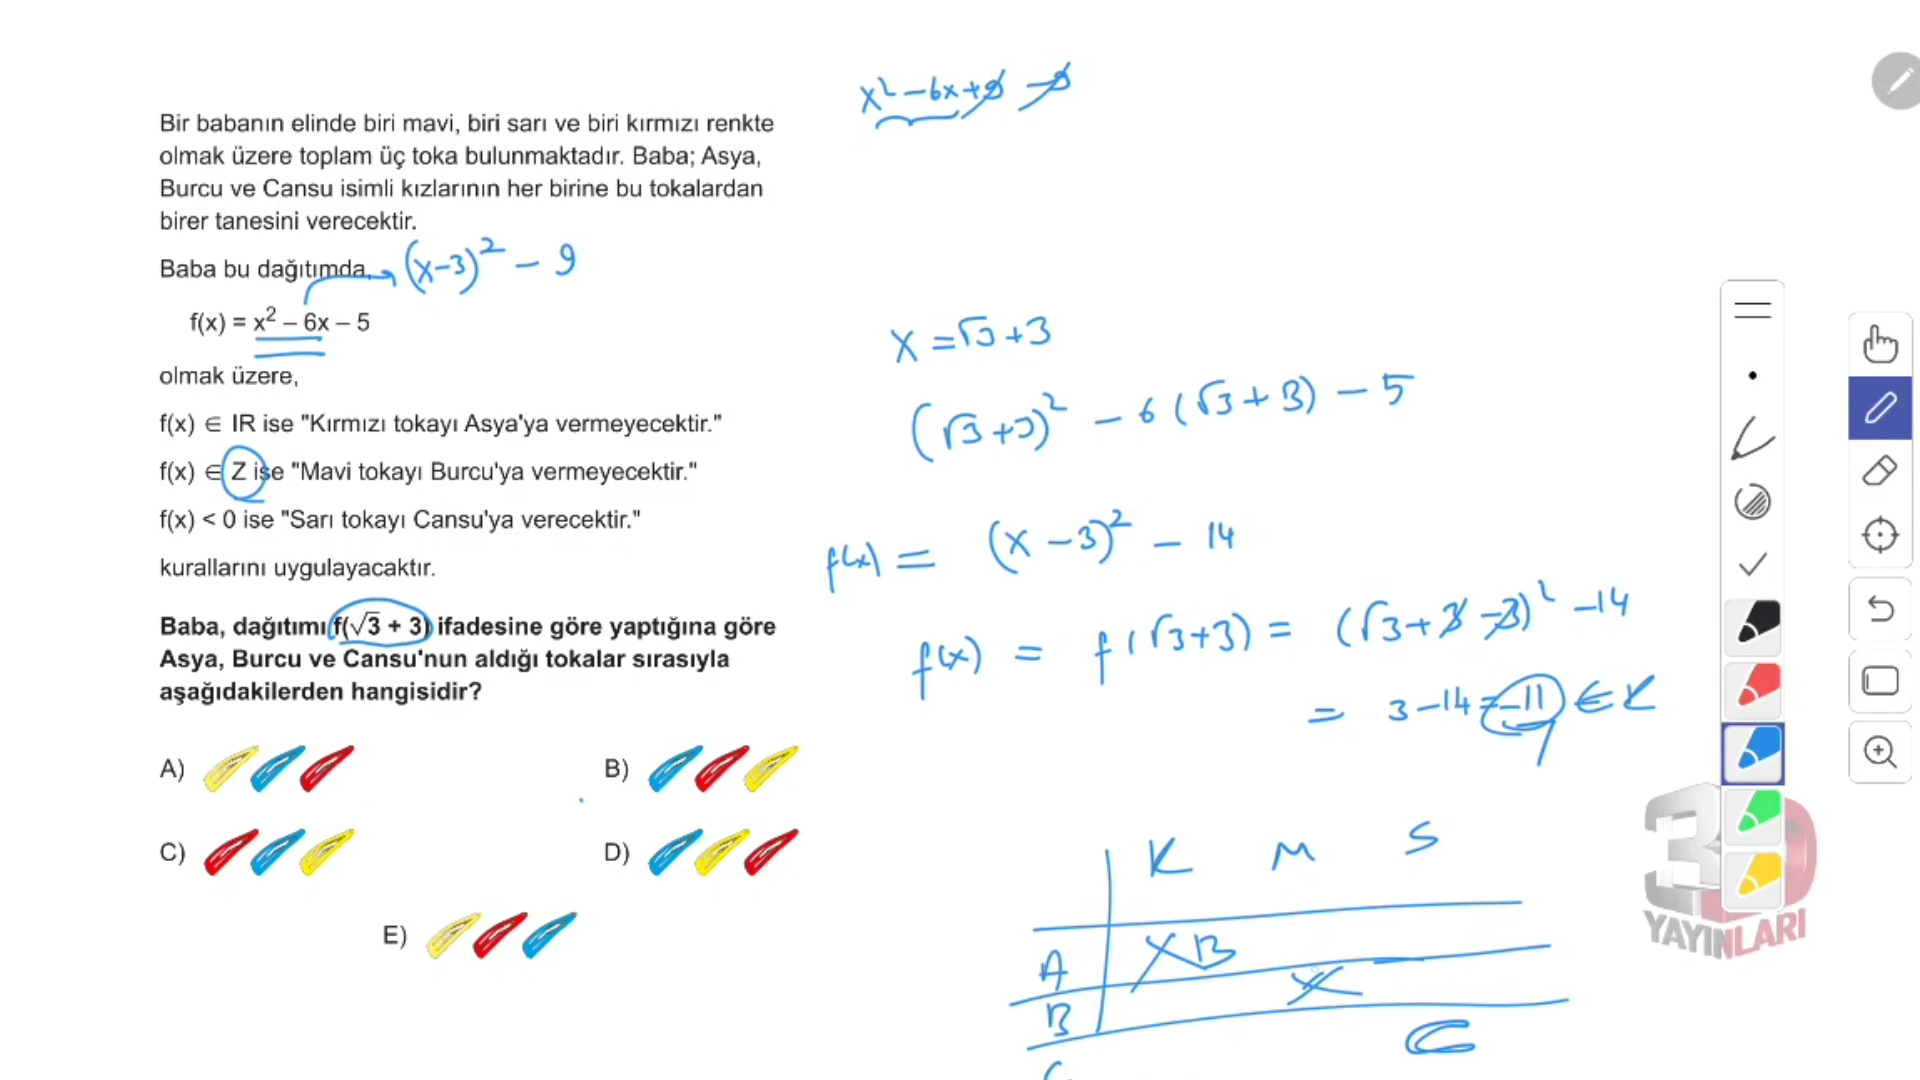 x² – 6x + 9 – 9
Bir babanın elinde biri mavi, biri sarı ve biri kırmızı renkte
olmak üzere toplam üç toka bulunmaktadır. Baba; Asya,
Burcu ve Cansu isimli kızlarının her birine bu tokalardan
birer tanesini verecektir.
Baba bu dağıtımda,
(x–3)² – 9
f(x) = x² – 6x – 5
olmak üzere,
f(x) ∈ IR ise "Kırmızı tokayı Asya'ya vermeyecektir."
f(x) ∈ Z ise "Mavi tokayı Burcu'ya vermeyecektir."
f(x) < 0 ise "Sarı tokayı Cansu'ya verecektir."
kurallarını uygulayacaktır.
Baba, dağıtımı f(√3 + 3) ifadesine göre yaptığına göre
Asya, Burcu ve Cansu'nun aldığı tokalar sırasıyla
aşağıdakilerden hangisidir?
A)
B)
C)
D)
E)
x = √3 + 3
(√3 + 3)² – 6(√3 + 3) – 5
f(x) = (x – 3)² – 14
f(x) = f(√3+3) = (√3 + 3 – 3)² – 14
= 3 – 14 = –11 ∈
K M S
A X B
B X
C
3D
YAYINLARI